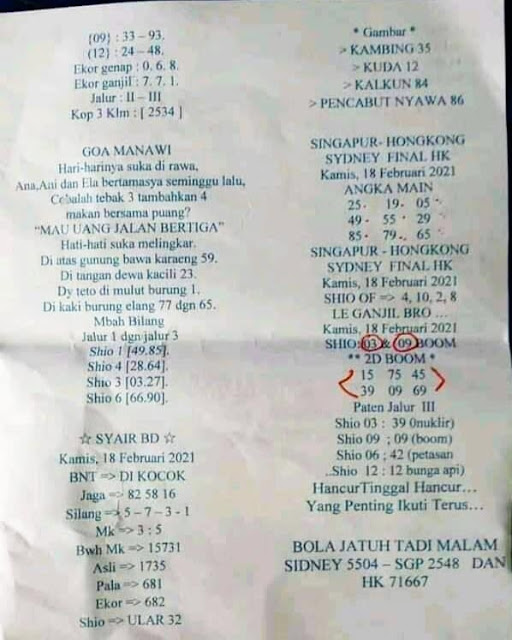 {09} : 33 – 93.
{12} : 24 – 48.
Ekor genap : 0. 6. 8.
Ekor ganjil : 7. 7. 1.
Jalur : II – III
Kop 3 Klm : [ 2534 ]
GOA MANAWI
Hari-harinya suka di rawa,
Ana,Ani dan Ela bertamasya seminggu lalu,
Cobalah tebak 3 tambahkan 4
makan bersama puang?
“MAU UANG JALAN BERTIGA”
Hati-hati suka melingkar.
Di atas gunung bawa karaeng 59.
Di tangan dewa kacili 23.
Dy teto di mulut burung 1.
Di kaki burung elang 77 dgn 65.
Mbah Bilang
Jalur 1 dgn jalur 3
Shio 1 [49.85].
Shio 4 [28.64].
Shio 3 [03.27].
Shio 6 [66.90].
☆ SYAIR BD ☆
Kamis, 18 Februari 2021
BNT => DI KOCOK
Jaga => 82 58 16
Silang => 5 – 7 – 3 - 1
Mk => 3 : 5
Bwh Mk => 15731
Asli => 1735
Pala => 681
Ekor => 682
Shio => ULAR 32
* Gambar *
> KAMBING 35
> KUDA 12
> KALKUN 84
> PENCABUT NYAWA 86
SINGAPUR- HONGKONG
SYDNEY FINAL HK
Kamis, 18 Februari 2021
ANGKA MAIN
25. 19. 05
49- 55 29
85- 79. 65
SINGAPUR - HONGKONG
SYDNEY FINAL HK
Kamis, 18 Februari 2021
SHIO OF => 4, 10, 2, 8
LE GANJIL BRO ...
Kamis, 18 Februari 2021
SHIO: 03 & 09 BOOM
** 2D BOOM *
15 75 45
39 09 69
Paten Jalur III
Shio 03 : 39 0nuklir)
Shio 09 ; 09 (boom)
Shio 06 ; 42 (petasan
..Shio 12 : 12 bunga api)
HancurTinggal Hancur…
Yang Penting Ikuti Terus…
BOLA JATUH TADI MALAM
SIDNEY 5504 – SGP 2548 DAN
HK 71667